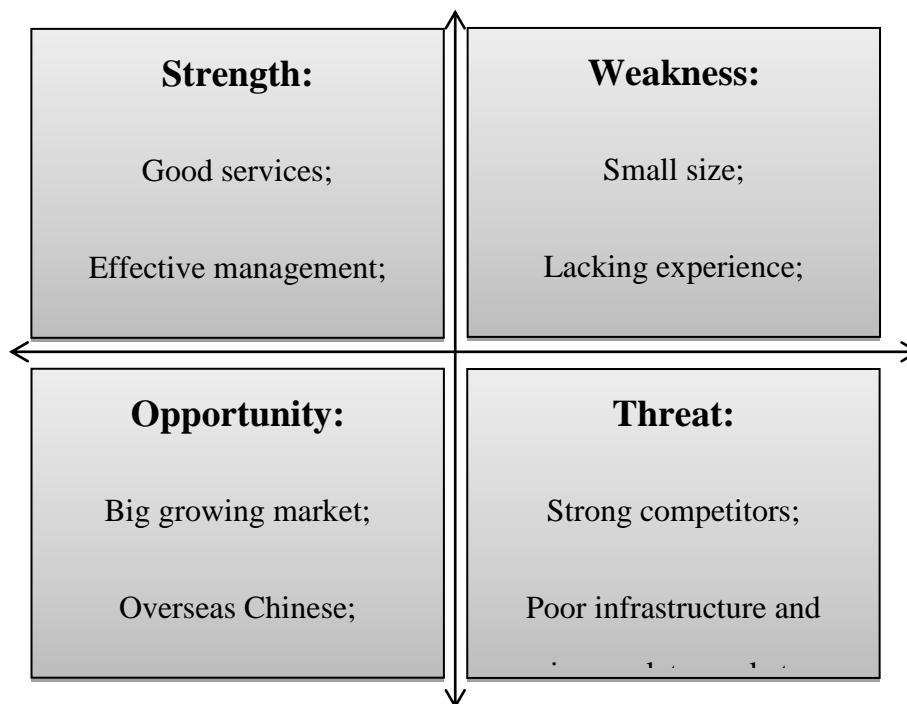 Strength:
Good services;
Effective management;
Weakness:
Small size;
Lacking experience;
Opportunity:
Big growing market;
Overseas Chinese;
Threat:
Strong competitors;
Poor infrastructure and